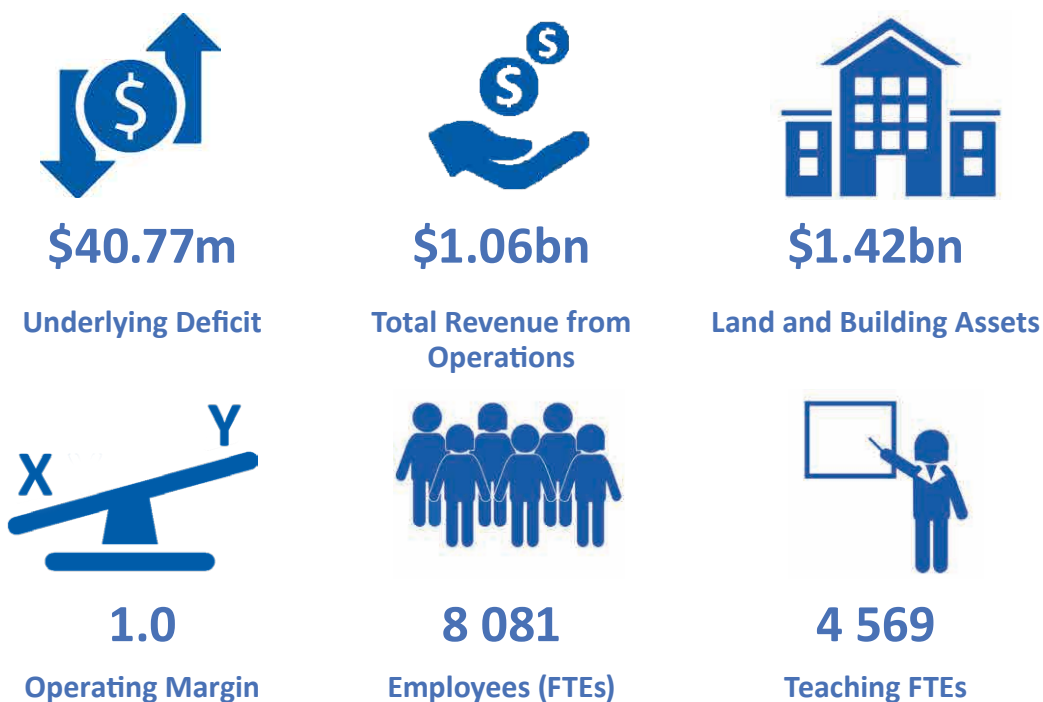 $
$
$
$40.77m
$1.06bn
$1.42bn
Underlying Deficit
Total Revenue from
Operations
Land and Building Assets
X
Y
1.0
8 081
4 569
Operating Margin
Employees (FTEs)
Teaching FTEs